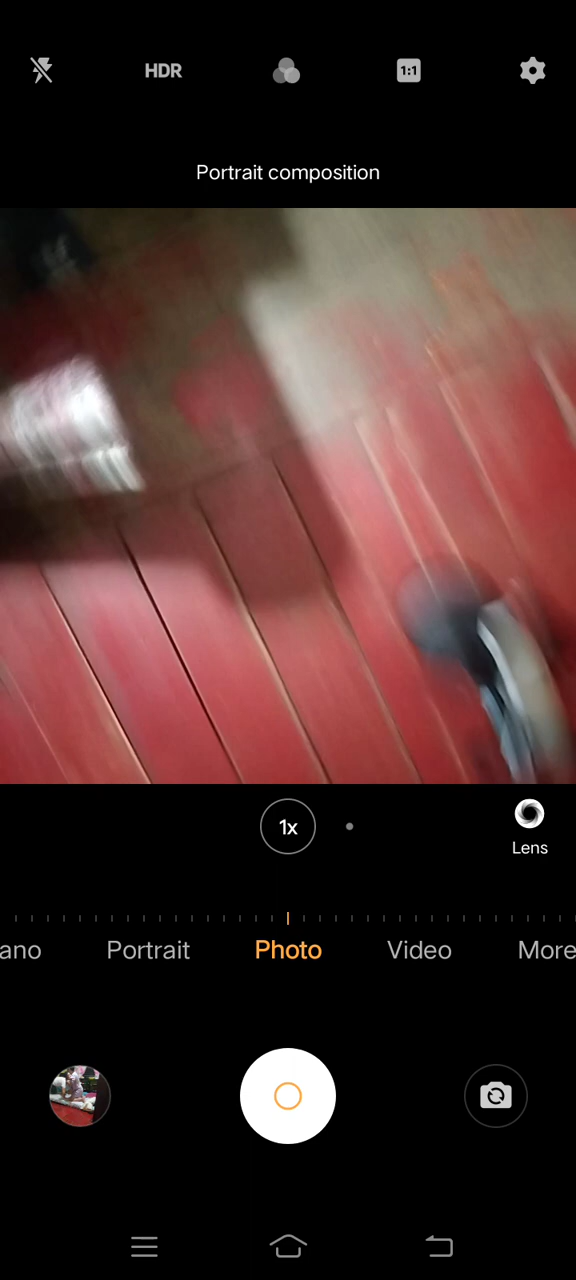 HDR
1:1
Portrait composition
1x
Lens
ano Portrait Photo Video More